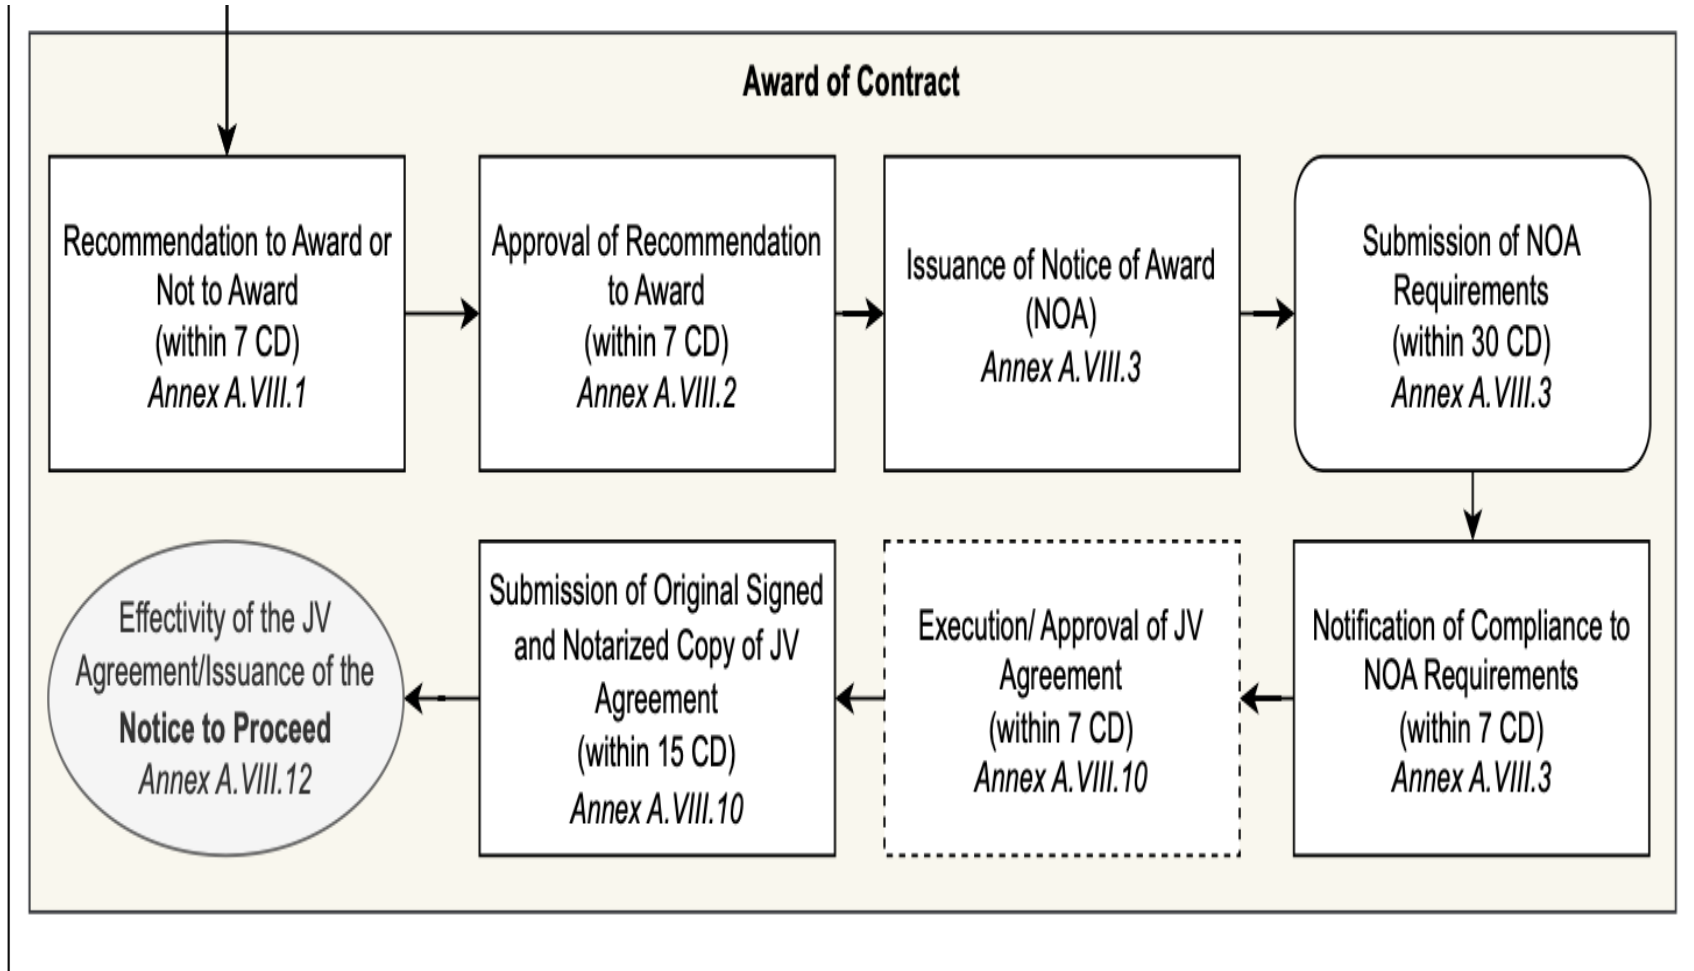 Award of Contract
Recommendation to Award or
Not to Award
(within 7 CD)
Annex A.VIII.1
Approval of Recommendation
to Award
(within 7 CD)
Annex A.VIII.2
Issuance of Notice of Award
(NOA)
Annex A.VIII.3
Submission of NOA
Requirements
(within 30 CD)
Annex A.VIII.3
Notification of Compliance to
NOA Requirements
(within 7 CD)
Annex A.VIII.3
Execution/ Approval of JV
Agreement
(within 7 CD)
Annex A.VIII.10
Submission of Original Signed
and Notarized Copy of JV
Agreement
(within 15 CD)
Annex A.VIII.10
Effectivity of the JV
Agreement/Issuance of the
Notice to Proceed
Annex A.VIII.12